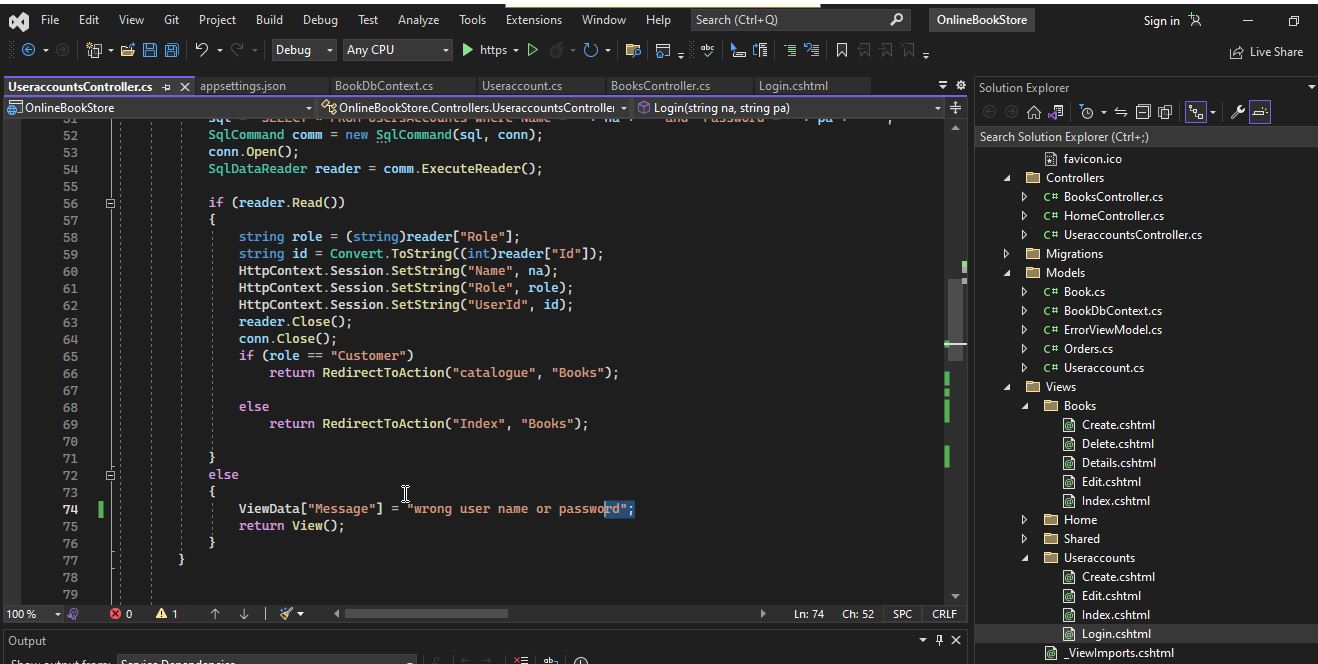 File Edit View Git Project Build Debug Test Analyze Tools Extensions Window Help Search (Ctrl+Q) OnlineBookStore Sign in
Debug Any CPU https Live Share
UseraccountsController.cs appsettings.json BookDbContext.cs Useraccount.cs BooksController.cs Login.cshtml
OnlineBookStore OnlineBookStore.Controllers.UseraccountsController Login(string na, string pa)
52 SqlCommand comm = new SqlCommand(sql, conn);
53 conn.Open();
54 SqlDataReader reader = comm.ExecuteReader();
55
56 if (reader.Read())
57 {
58 string role = (string)reader["Role"];
59 string id = Convert.ToString((int)reader["Id"]);
60 HttpContext.Session.SetString("Name", na);
61 HttpContext.Session.SetString("Role", role);
62 HttpContext.Session.SetString("UserId", id);
63 reader.Close();
64 conn.Close();
65 if (role == "Customer")
66 return RedirectToAction("catalogue", "Books");
67
68 else
69 return RedirectToAction("Index", "Books");
70
71 }
72 else
73 {
74 ViewData["Message"] = "wrong user name or password";
75 return View();
76 }
77 }
78
79
100 % 0 1 Ln: 74 Ch: 52 SPC CRLF
Output
Solution Explorer
Search Solution Explorer (Ctrl+;)
favicon.ico
Controllers
C# BooksController.cs
C# HomeController.cs
C# UseraccountsController.cs
Migrations
Models
C# Book.cs
C# BookDbContext.cs
C# ErrorViewModel.cs
C# Orders.cs
C# Useraccount.cs
Views
Books
Create.cshtml
Delete.cshtml
Details.cshtml
Edit.cshtml
Index.cshtml
Home
Shared
Useraccounts
Create.cshtml
Edit.cshtml
Index.cshtml
Login.cshtml
_ViewImports.cshtml